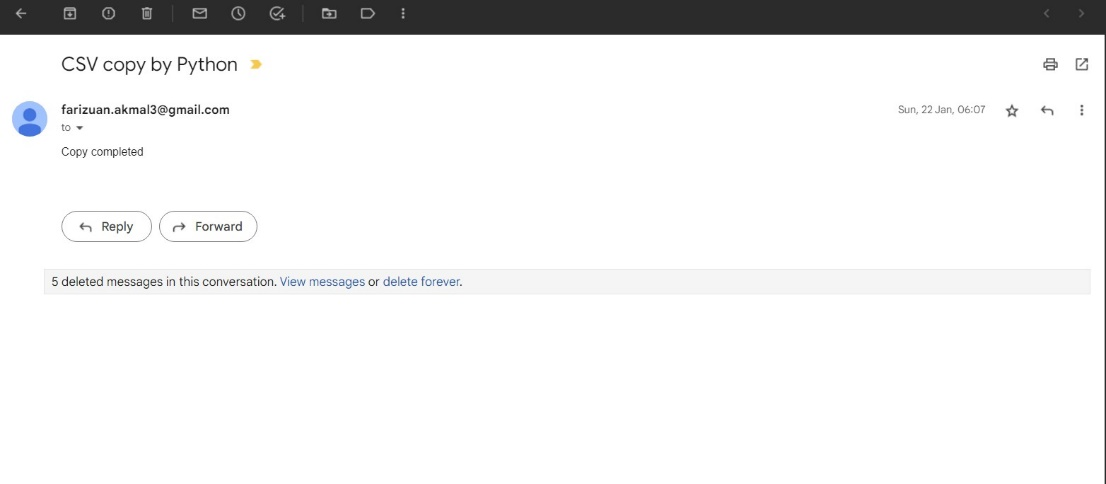 CSV copy by Python
farizuan.akmal3@gmail.com
Sun, 22 Jan, 06:07
to
Copy completed
Reply
Forward
5 deleted messages in this conversation. View messages or delete forever.